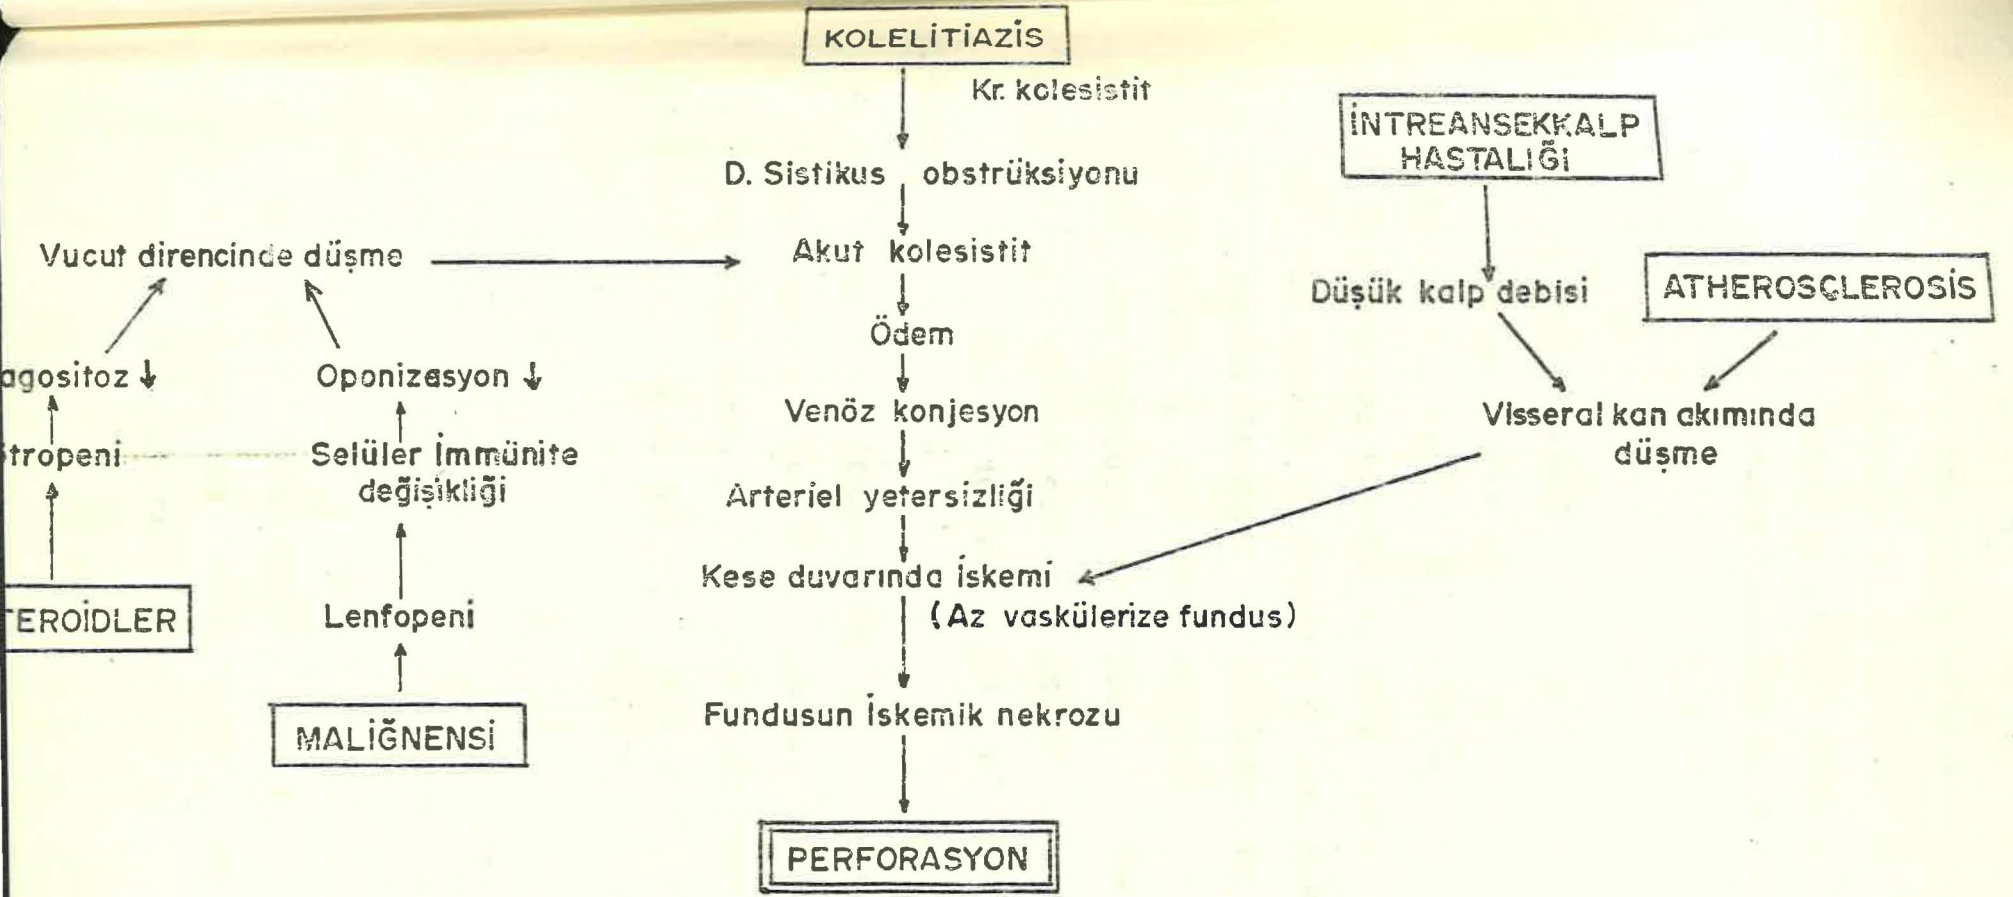 KOLELİTİAZİS
Kr. kolesistit
İNTREANSEKKALP
HASTALIĞI
D. Sistikus obstrüksiyonu
Vucut direncinde düşme
Akut kolesistit
Düşük kalp debisi
ATHEROSÇLEROSİS
Ödem
agositoz ↓
Oponizasyon ↓
Venöz konjesyon
Visseral kan akımında
düşme
tropeni
Selüler İmmünite
değişikliği
Arteriel yetersizliği
Kese duvarında İskemi
(Az vaskülerize fundus)
TEROİDLER
Lenfopeni
Fundusun İskemik nekrozu
MALİĞNENSİ
PERFORASYON